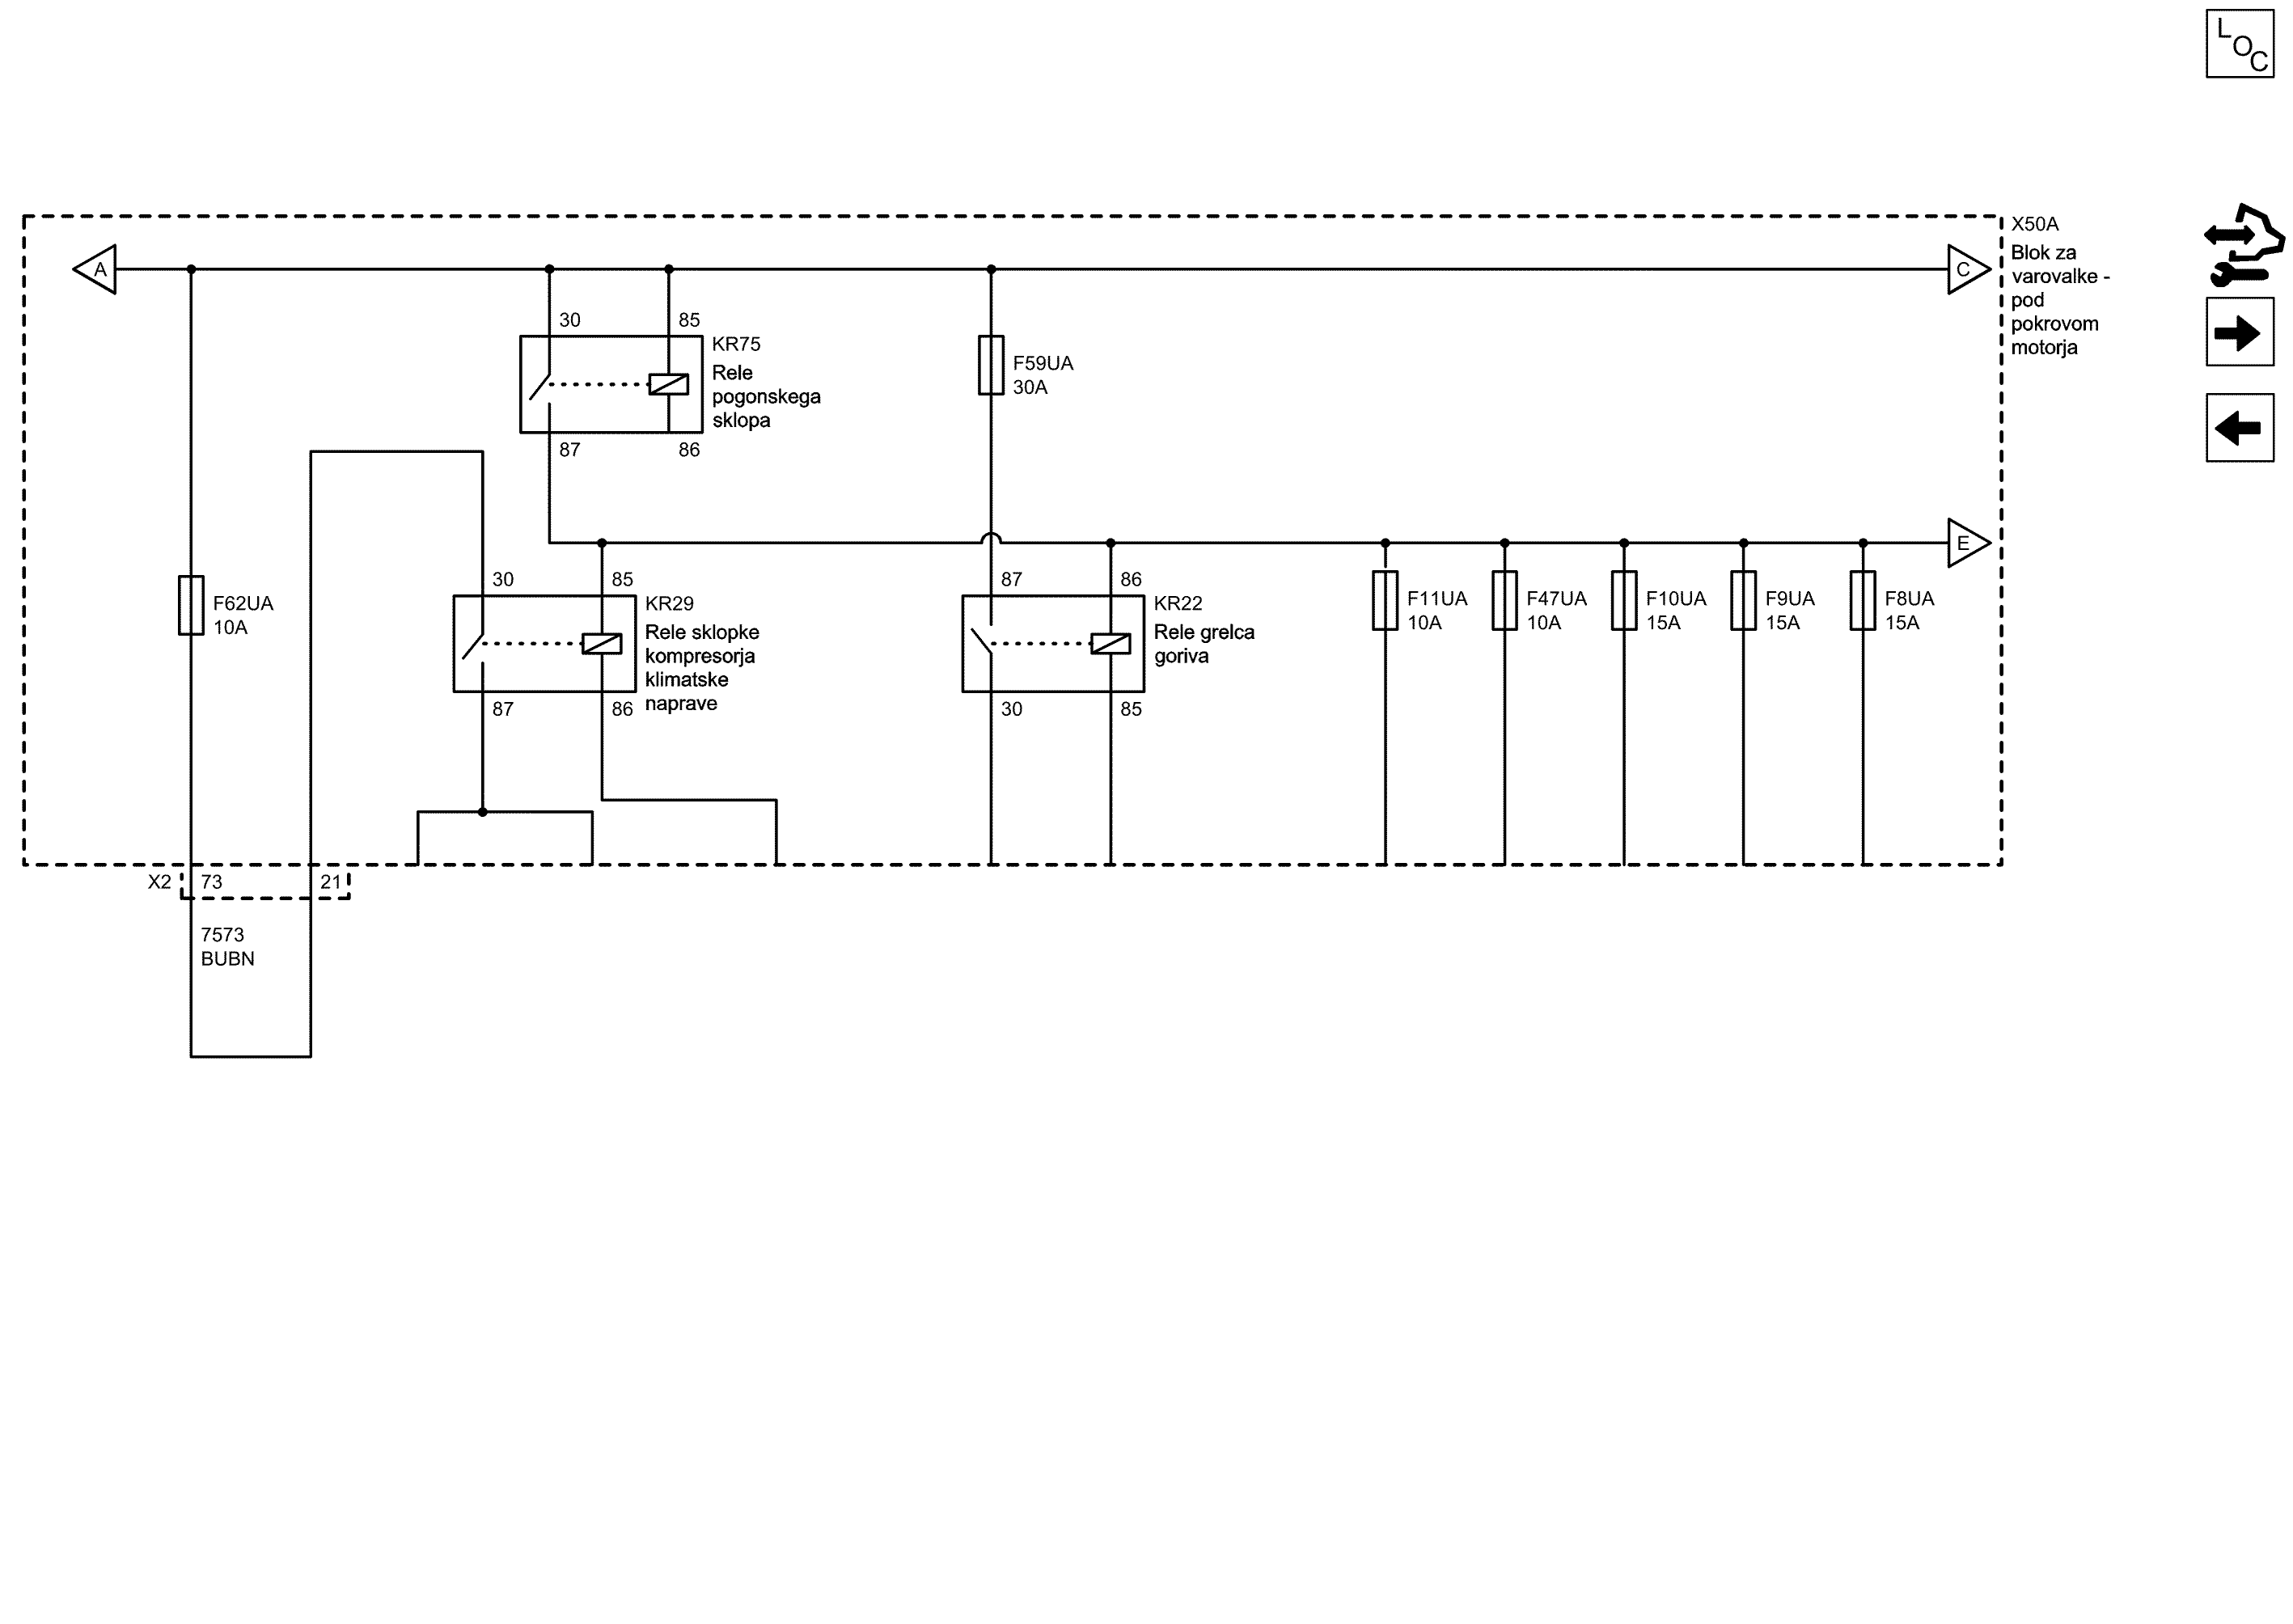 L
O
C
X50A
Blok za
varovalke -
pod
pokrovom
motorja
A
C
30
85
KR75
Rele
pogonskega
sklopa
87
86
F59UA
30A
E
F62UA
10A
30
85
KR29
Rele sklopke
kompresorja
klimatske
naprave
87
86
87
86
KR22
Rele grelca
goriva
30
85
F11UA
10A
F47UA
10A
F10UA
15A
F9UA
15A
F8UA
15A
X2
73
21
7573
BUBN